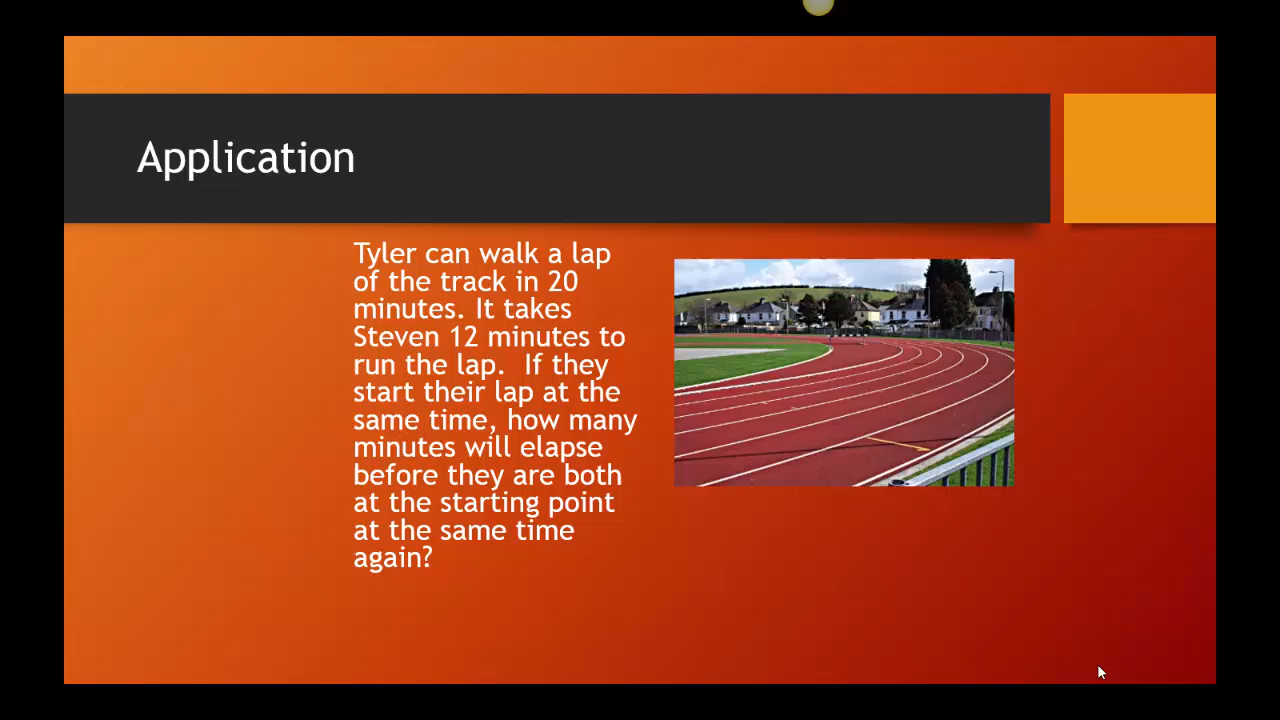 Application
Tyler can walk a lap
of the track in 20
minutes. It takes
Steven 12 minutes to
run the lap.  If they
start their lap at the
same time, how many
minutes will elapse
before they are both
at the starting point
at the same time
again?